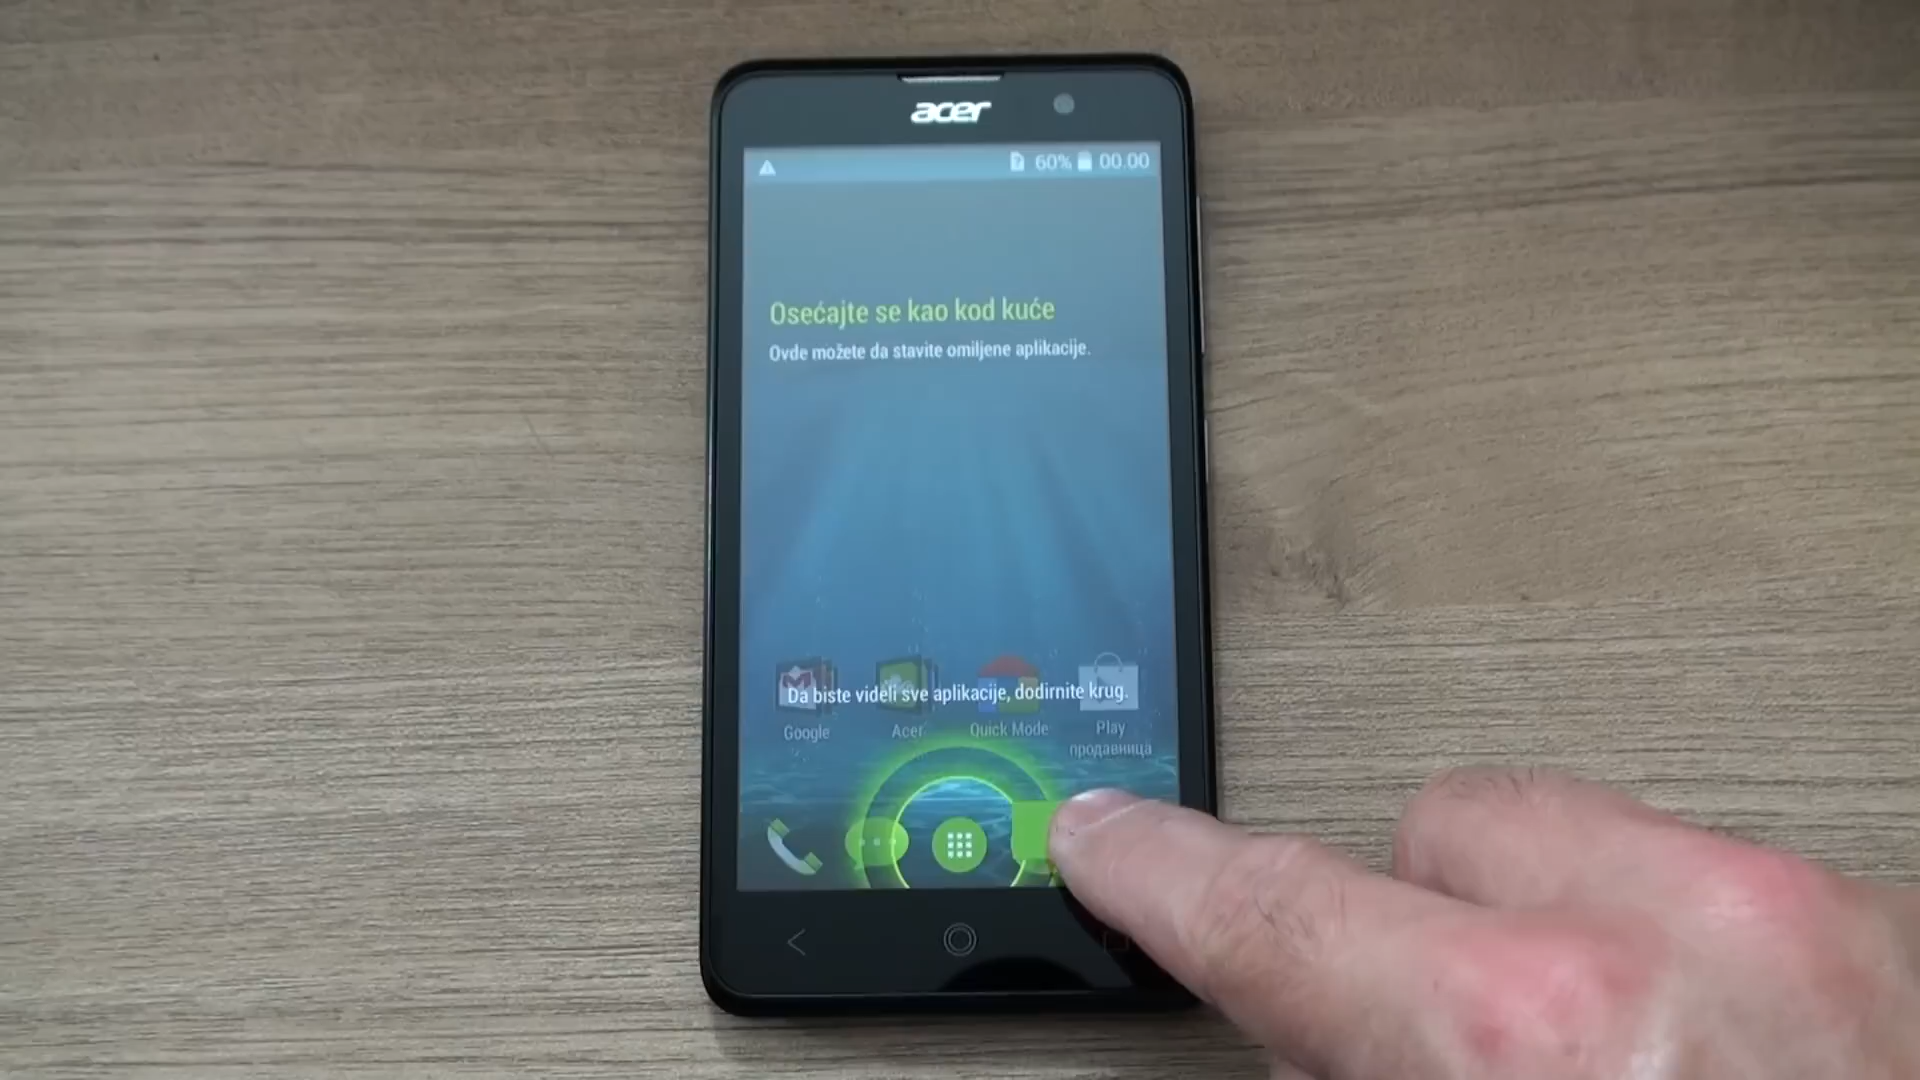 acer
60% 00.00
Osećajte se kao kod kuće
Ovde možete da stavite omiljene aplikacije.
Da biste videli sve aplikacije, dodirnite krug.
Google Acer Quick Mode Play
продавница